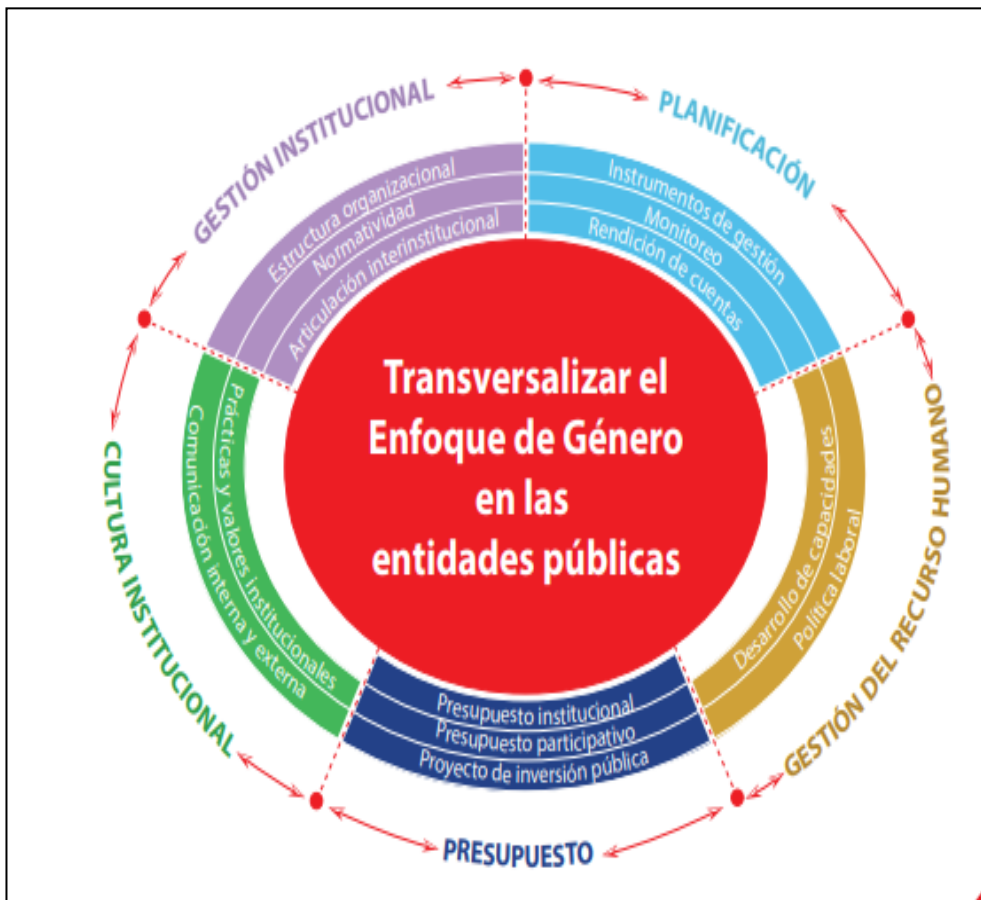 GESTIÓN INSTITUCIONAL
Estructura organizacional
Normatividad
Articulación interinstitucional
PLANIFICACIÓN
Instrumentos de gestión
Monitoreo
Rendición de cuentas
Transversalizar el
Enfoque de Género
en las
entidades públicas
GESTIÓN DEL RECURSO HUMANO
Desarrollo de capacidades
Política laboral
CULTURA INSTITUCIONAL
Prácticas y valores institucionales
Comunicación interna y externa
Presupuesto institucional
Presupuesto participativo
Proyecto de inversión pública
PRESUPUESTO